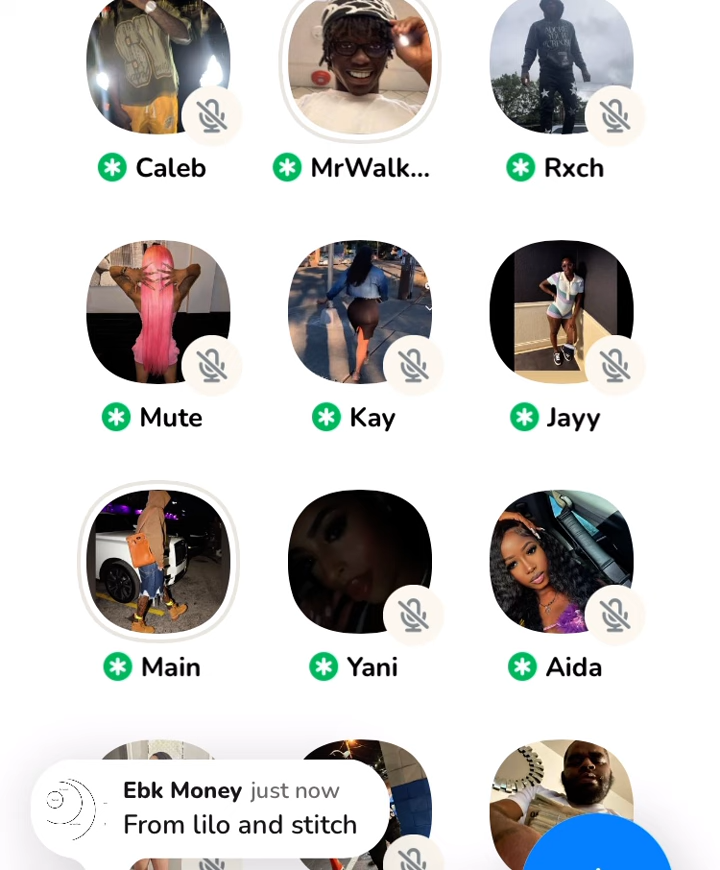 Caleb
MrWalk...
Rxch
Mute
Kay
Jayy
Main
Yani
Aida
Ebk Money just now
From lilo and stitch